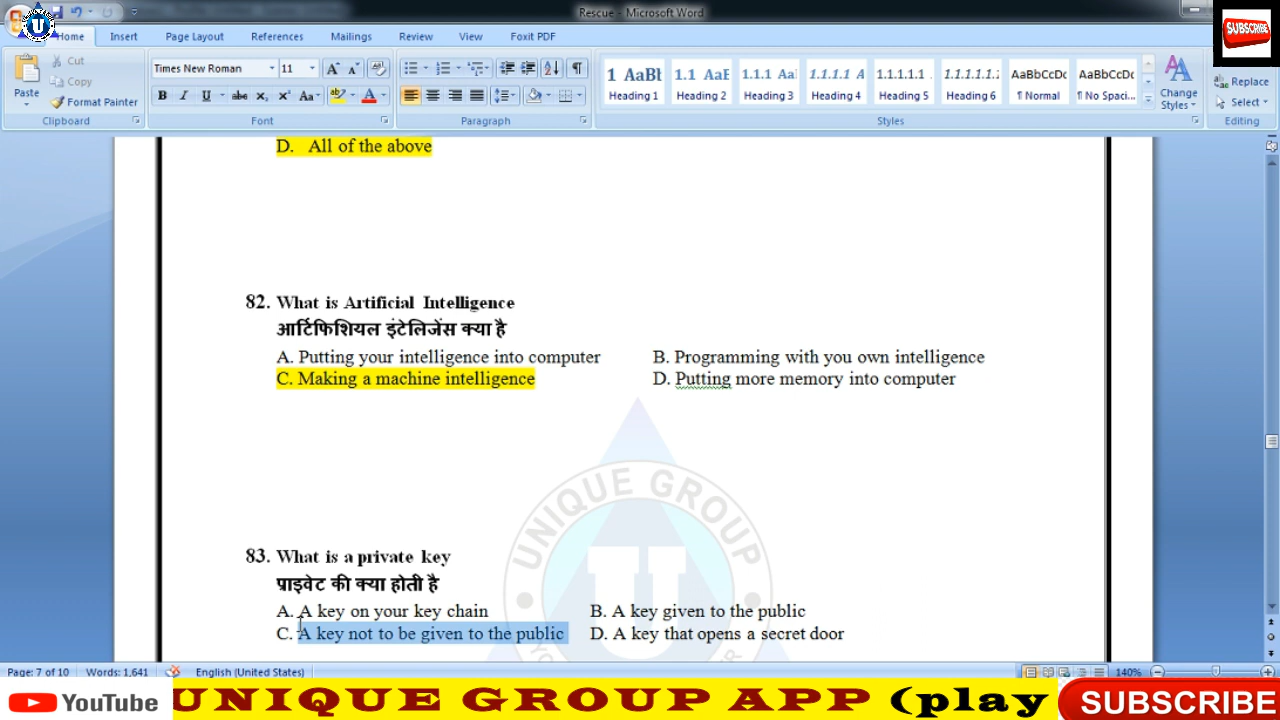 Rescue - Microsoft Word
SUBSCRIBE
Home Insert Page Layout References Mailings Review View Foxit PDF
Cut
Copy
Paste
Format Painter
Clipboard
Times New Roman 11
Font
Paragraph
1 AaBl 1.1 AaE 1.1.1 Aa 1.1.1.1 A 1.1.1.1.1 . 1.1.1.1.1. AaBbCcDc AaBbCcDc
Heading 1 Heading 2 Heading 3 Heading 4 Heading 5 Heading 6 ¶ Normal ¶ No Spaci...
Styles
Change Styles
Replace
Select
Editing
D. All of the above
82. What is Artificial Intelligence
आर्टिफिशियल इंटेलिजेंस क्या है
A. Putting your intelligence into computer B. Programming with you own intelligence
C. Making a machine intelligence D. Putting more memory into computer
UNIQUE GROUP
83. What is a private key
प्राइवेट की क्या होती है
A. A key on your key chain B. A key given to the public
C. A key not to be given to the public D. A key that opens a secret door
Page: 7 of 10 Words: 1,641 English (United States) 140%
YouTube UNIQUE GROUP APP (play SUBSCRIBE